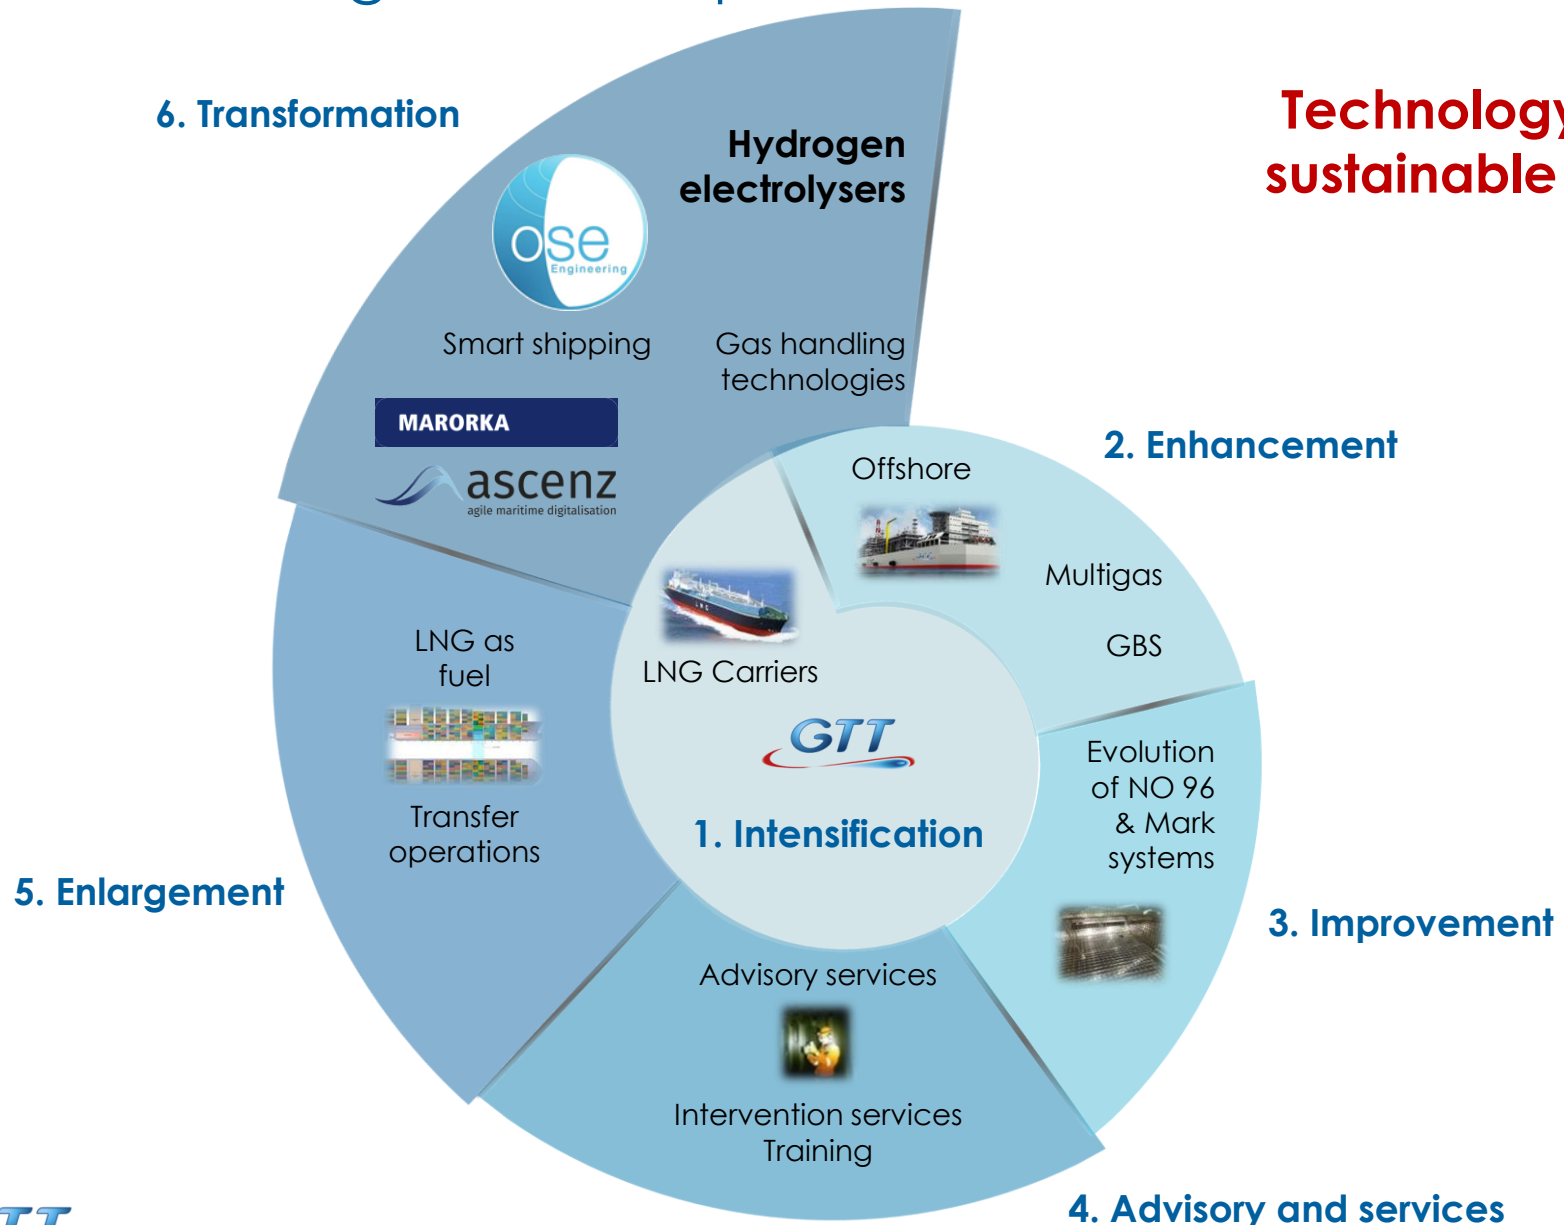 6. Transformation
Technology
sustainable
Hydrogen
electrolysers
ose
Engineering
Smart shipping
Gas handling
technologies
MARORKA
ascenz
agile maritime digitalisation
2. Enhancement
Offshore
Multigas
GBS
LNG
LNG Carriers
GTT
1. Intensification
LNG as
fuel
Transfer
operations
5. Enlargement
Evolution
of NO 96
& Mark
systems
3. Improvement
Advisory services
Intervention services
Training
4. Advisory and services